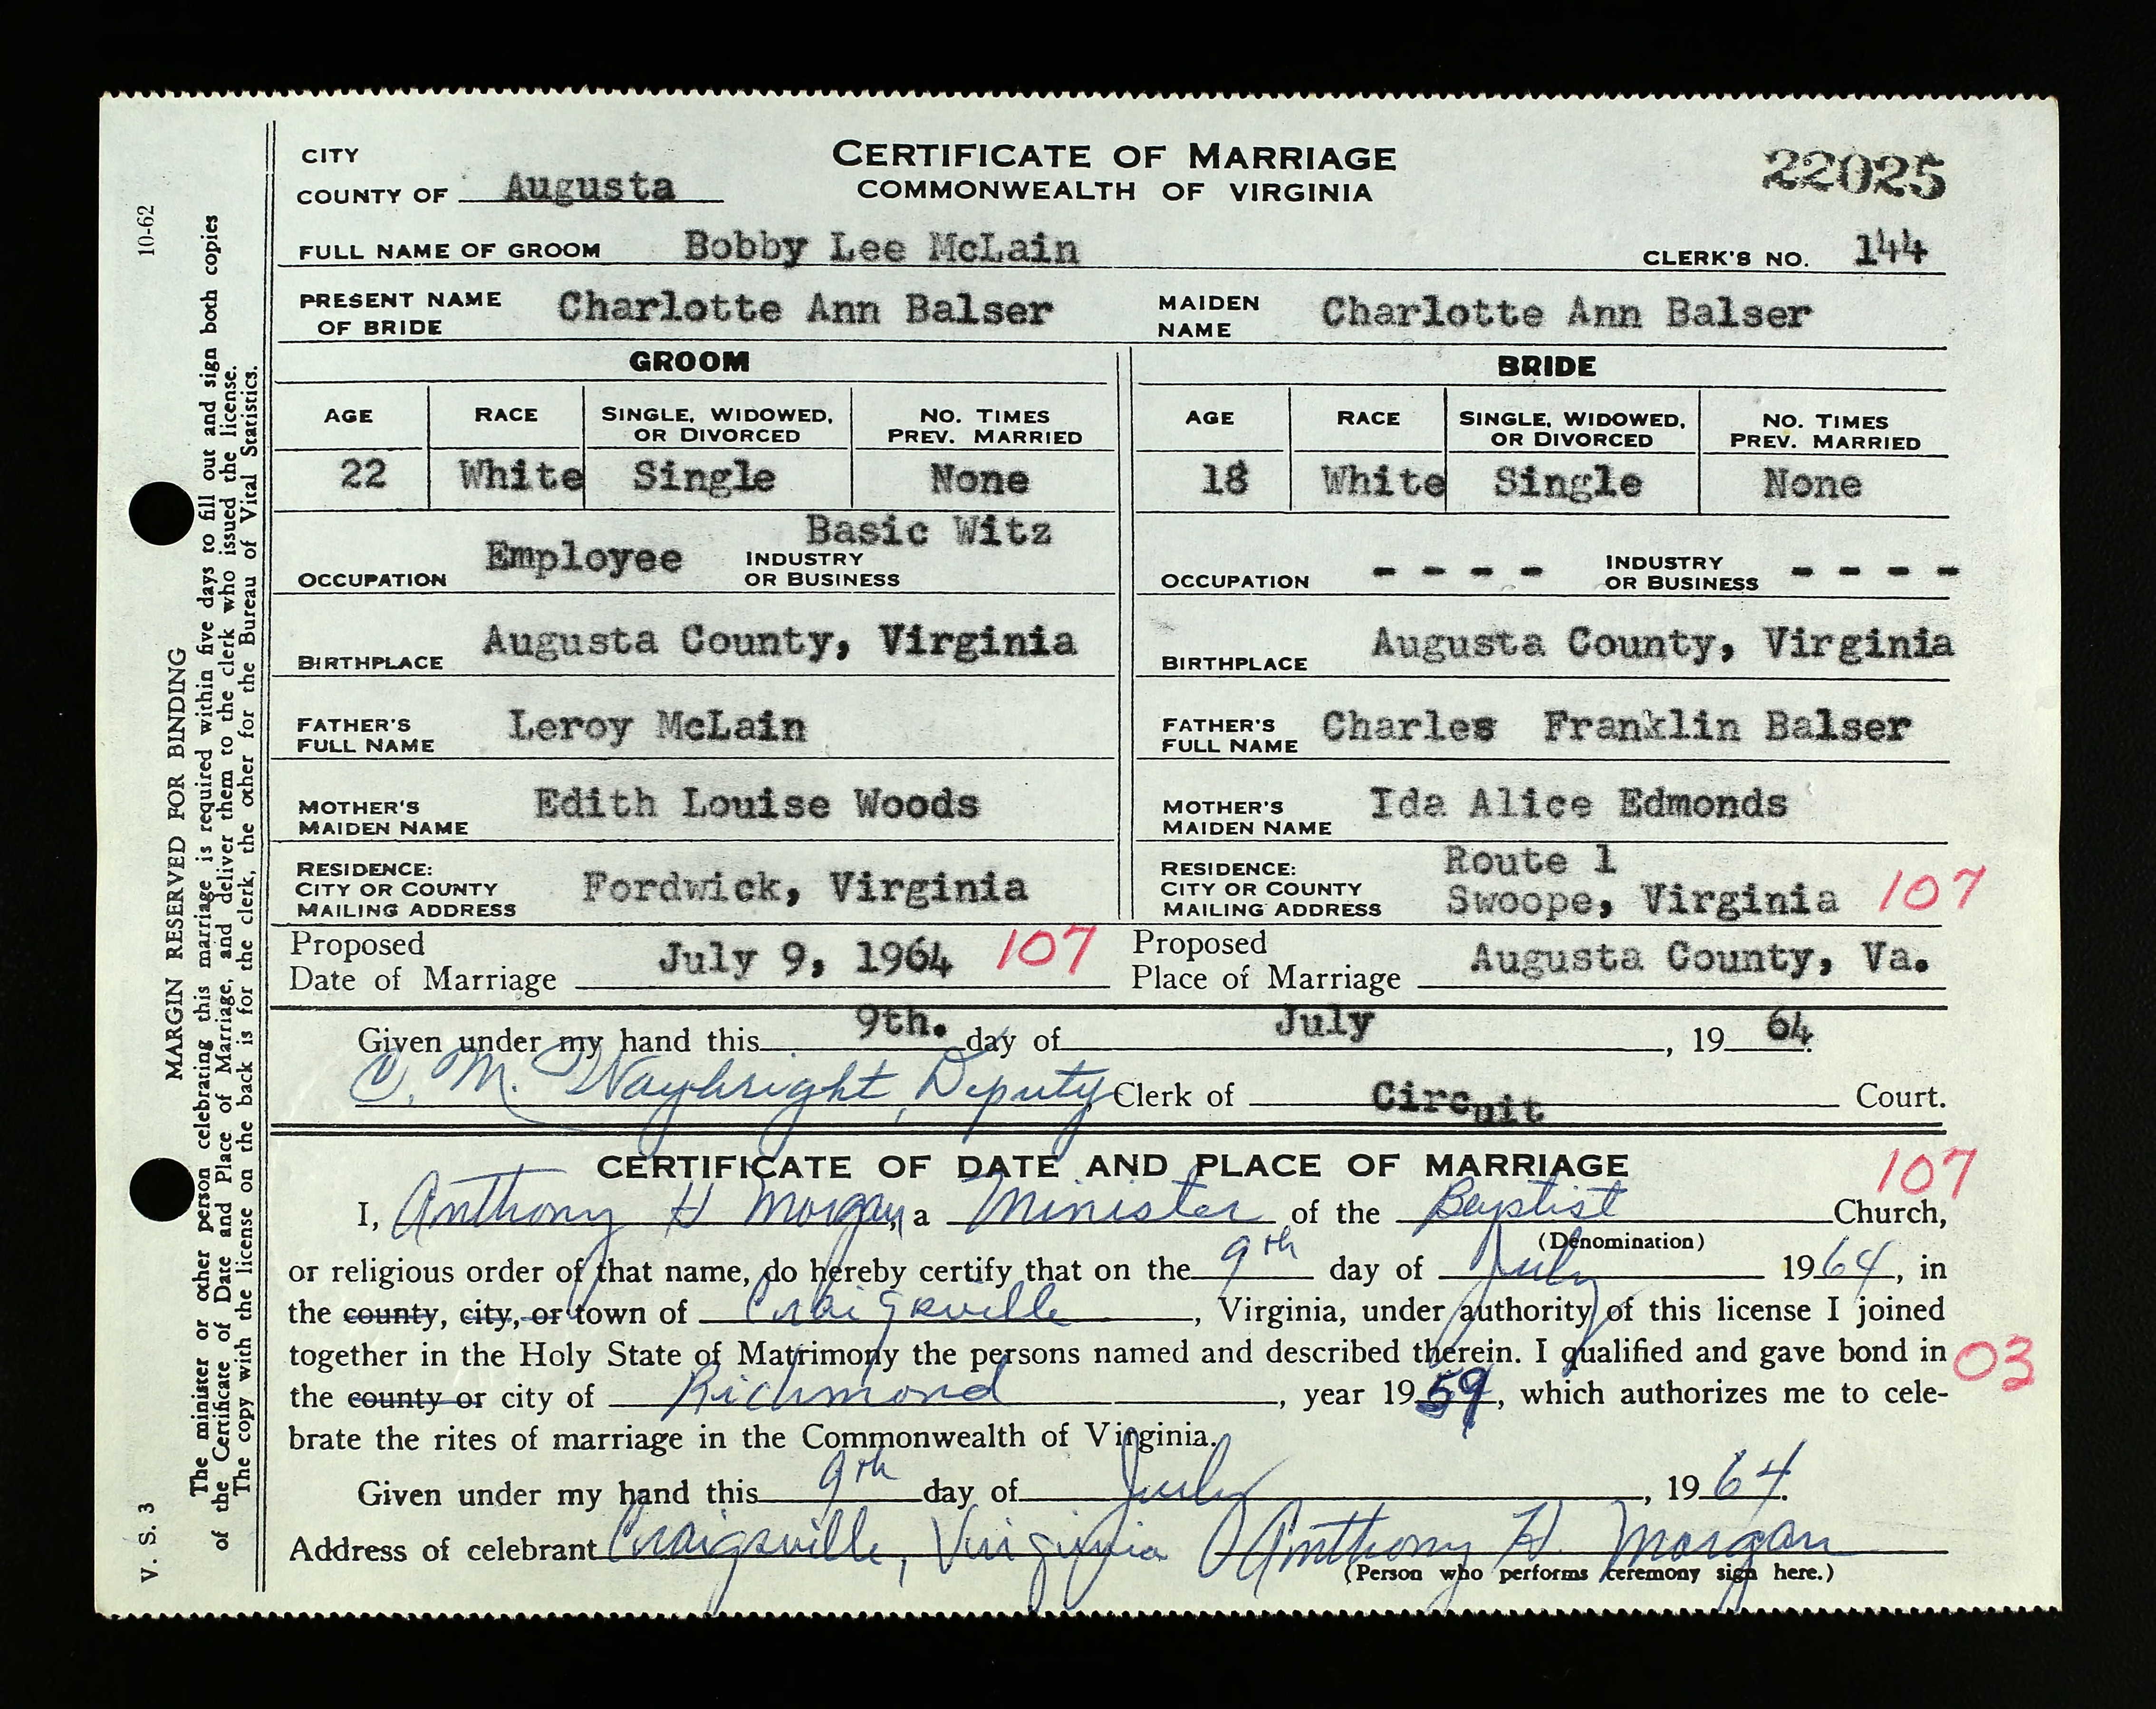 CITY
CERTIFICATE OF MARRIAGE
22025
COUNTY OF Augusta
COMMONWEALTH OF VIRGINIA
FULL NAME OF GROOM Bobby Lee McLain
CLERK'S NO. 144
PRESENT NAME OF BRIDE Charlotte Ann Balser
MAIDEN NAME Charlotte Ann Balser
GROOM
BRIDE
AGE RACE SINGLE, WIDOWED, OR DIVORCED NO. TIMES PREV. MARRIED
AGE RACE SINGLE, WIDOWED, OR DIVORCED NO. TIMES PREV. MARRIED
22 White Single None
18 White Single None
OCCUPATION Employee INDUSTRY OR BUSINESS Basic Witz
OCCUPATION - - - - INDUSTRY OR BUSINESS - - - -
BIRTHPLACE Augusta County, Virginia
BIRTHPLACE Augusta County, Virginia
FATHER'S FULL NAME Leroy McLain
FATHER'S FULL NAME Charles Franklin Balser
MOTHER'S MAIDEN NAME Edith Louise Woods
MOTHER'S MAIDEN NAME Ida Alice Edmonds
RESIDENCE: CITY OR COUNTY MAILING ADDRESS Fordwick, Virginia
RESIDENCE: CITY OR COUNTY MAILING ADDRESS Route 1 Swoope, Virginia 107
Proposed Date of Marriage July 9, 1964 107
Proposed Place of Marriage Augusta County, Va.
Given under my hand this 9th. day of July, 19 64.
C. M. Waybright, Deputy Clerk of Circuit Court.
CERTIFICATE OF DATE AND PLACE OF MARRIAGE
107
I, Anthony H Morgan, a Minister of the Baptist Church,
(Denomination)
or religious order of that name, do hereby certify that on the 9th day of July 1964, in
the county, city, or town of Craigsville, Virginia, under authority of this license I joined
together in the Holy State of Matrimony the persons named and described therein. I qualified and gave bond in 03
the county or city of Richmond, year 1959, which authorizes me to cele-
brate the rites of marriage in the Commonwealth of Virginia.
Given under my hand this 9th day of July, 1964.
Address of celebrant Craigsville, Virginia Anthony H. Morgan
(Person who performs ceremony sign here.)
10-62
MARGIN RESERVED FOR BINDING
V. S. 3
The minister or other person celebrating this marriage is required within five days to fill out and sign both copies
of the Certificate of Date and Place of Marriage, and deliver them to the clerk who issued the license.
The copy with the license on the back is for the clerk, the other for the Bureau of Vital Statistics.